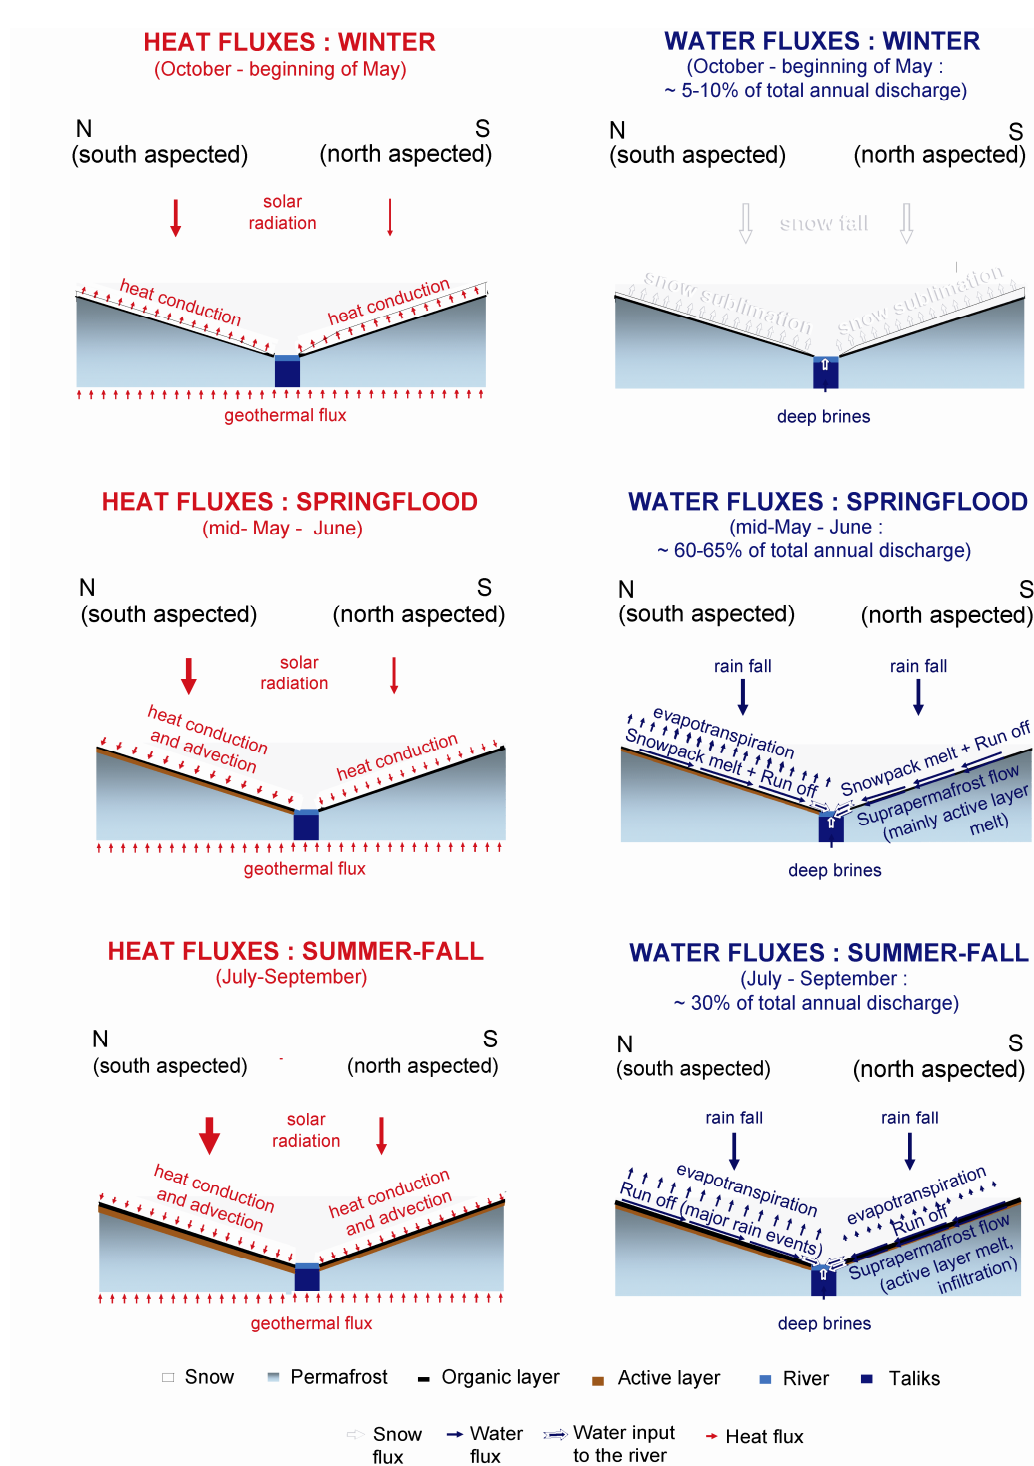 HEAT FLUXES : WINTER
(October - beginning of May)
N
S
(south aspected)
(north aspected)
solar
radiation
heat conduction
heat conduction
geothermal flux
WATER FLUXES : WINTER
(October - beginning of May :
~ 5-10% of total annual discharge)
N
S
(south aspected)
(north aspected)
snow fall
snow sublimation
snow sublimation
deep brines
HEAT FLUXES : SPRINGFLOOD
(mid- May - June)
N
S
(south aspected)
(north aspected)
solar
radiation
heat conduction
and advection
heat conduction
geothermal flux
WATER FLUXES : SPRINGFLOOD
(mid-May - June :
~ 60-65% of total annual discharge)
N
S
(south aspected)
(north aspected)
rain fall
rain fall
evapotranspiration
Snowpack melt + Run off
Snowpack melt + Run off
Suprapermafrost flow
(mainly active layer
melt)
deep brines
HEAT FLUXES : SUMMER-FALL
(July-September)
N
S
(south aspected)
(north aspected)
solar
radiation
heat conduction
and advection
heat conduction
and advection
geothermal flux
WATER FLUXES : SUMMER-FALL
(July - September :
~ 30% of total annual discharge)
N
S
(south aspected)
(north aspected)
rain fall
rain fall
evapotranspiration
Run off (major rain events)
evapotranspiration
Run off
Suprapermafrost flow
(active layer melt,
infiltration)
deep brines
Snow
Permafrost
Organic layer
Active layer
River
Taliks
Snow
flux
Water
flux
Water input
to the river
Heat flux